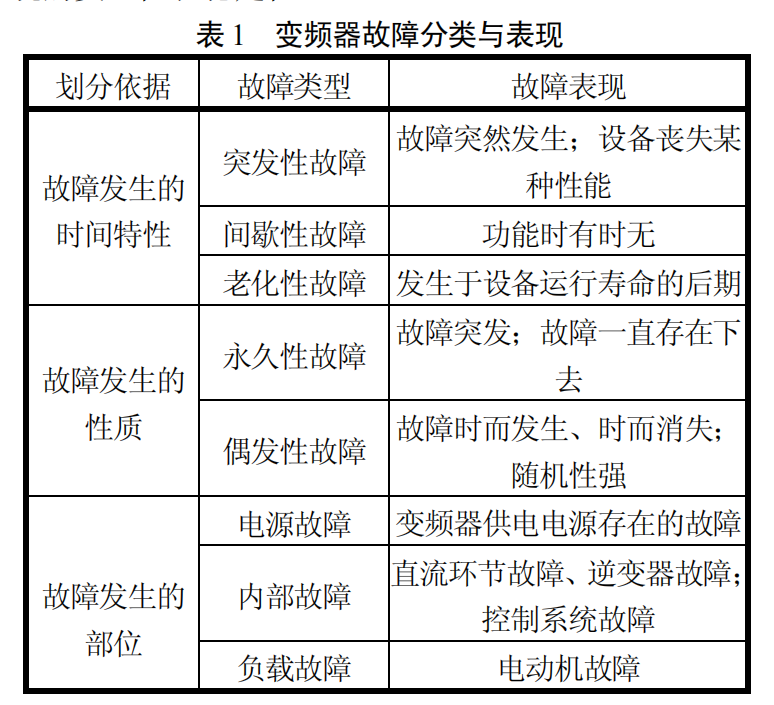 表 1 变频器故障分类与表现
划分依据 故障类型 故障表现
故障发生的
时间特性
突发性故障
故障突然发生；设备丧失某
种性能
间歇性故障 功能时有时无
老化性故障 发生于设备运行寿命的后期
故障发生的
性质
永久性故障
故障突发；故障一直存在下
去
偶发性故障
故障时而发生、时而消失；
随机性强
故障发生的
部位
电源故障 变频器供电电源存在的故障
内部故障
直流环节故障、逆变器故障；
控制系统故障
负载故障 电动机故障